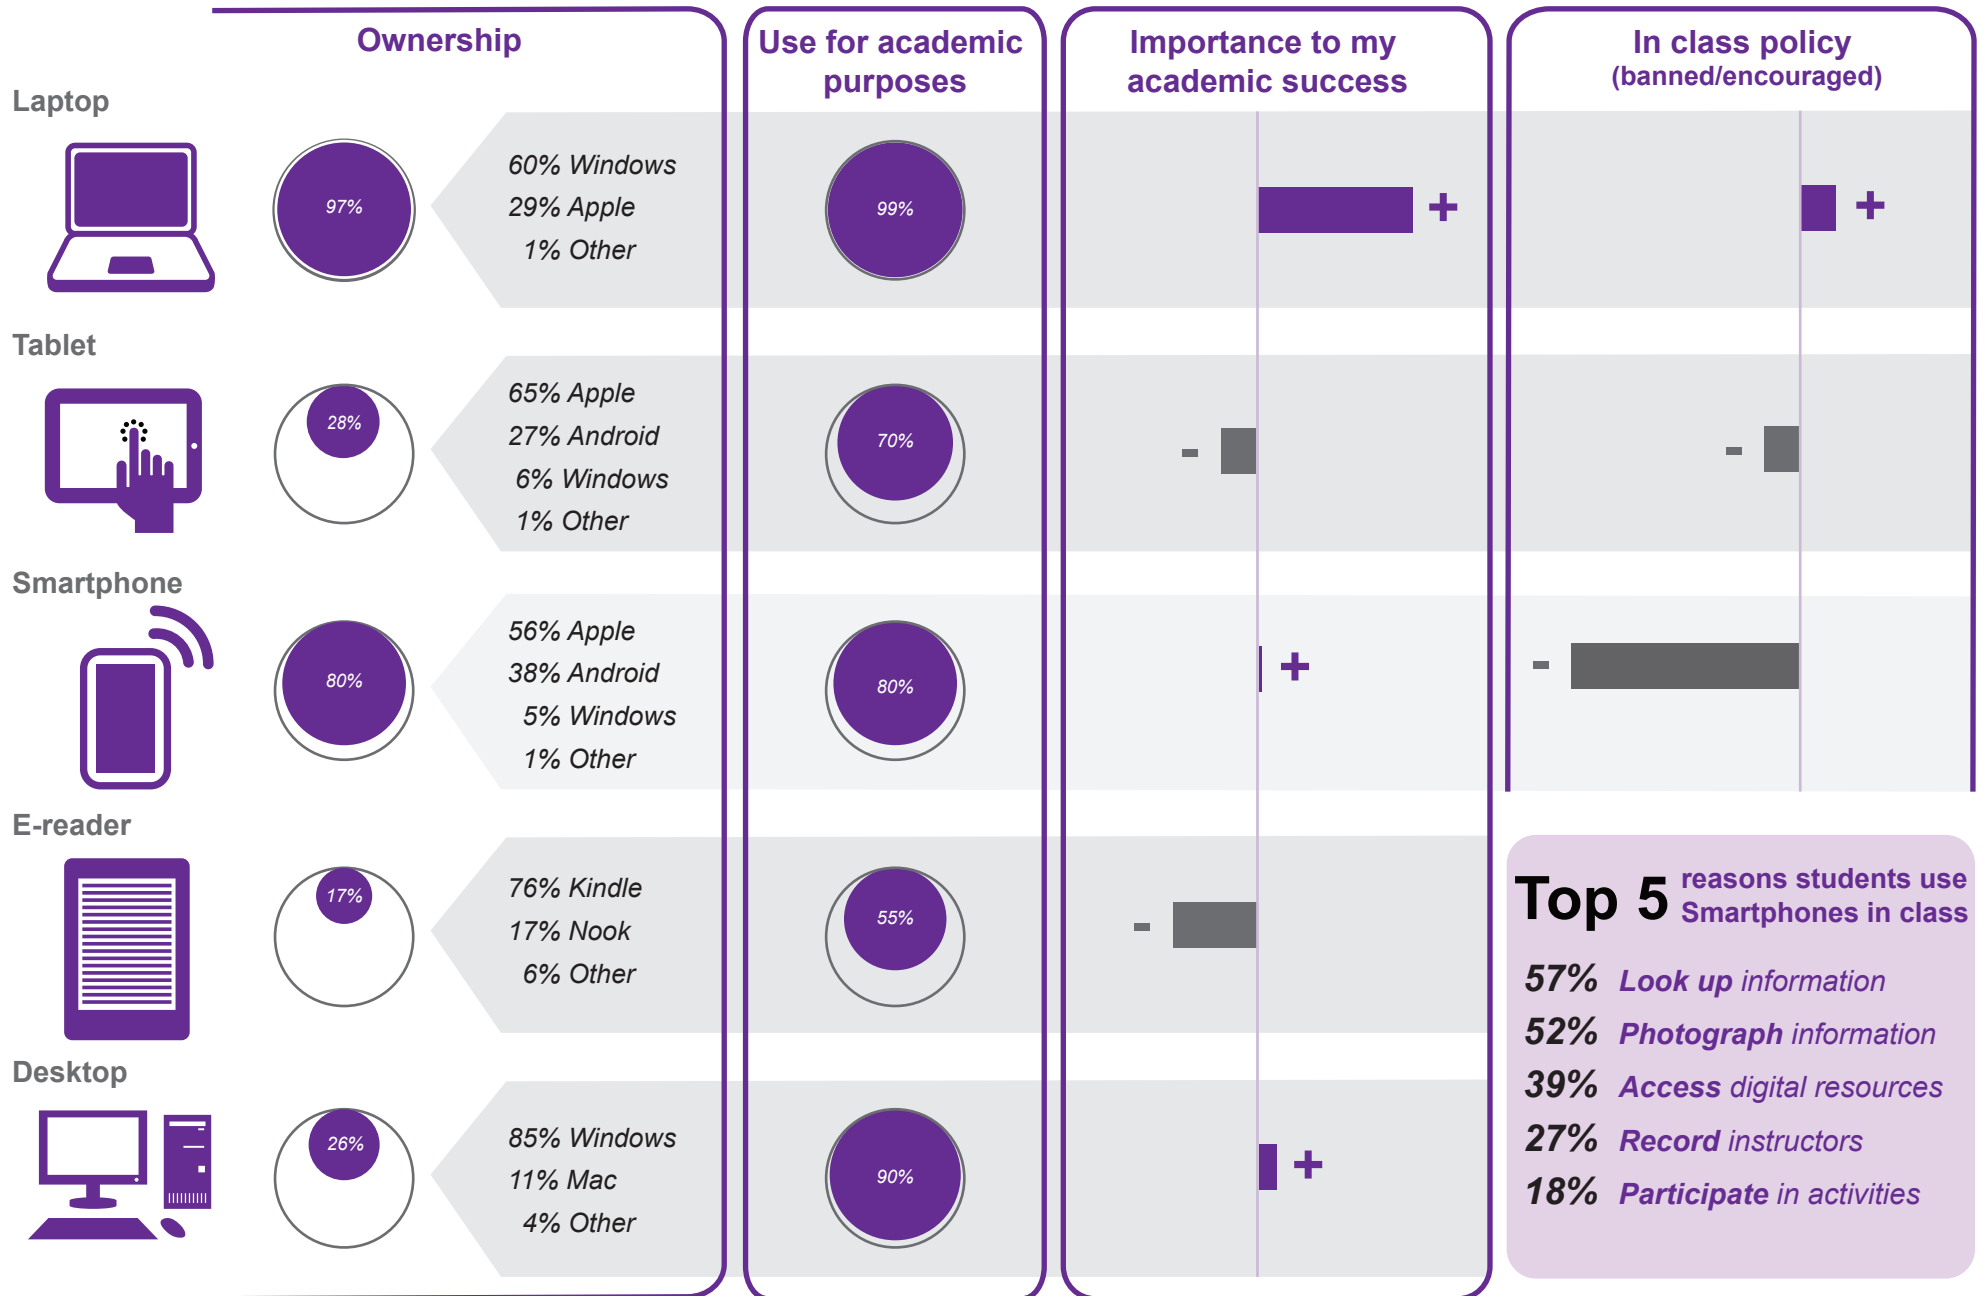 Ownership
Use for academic
purposes
Importance to my
academic success
In class policy
(banned/encouraged)
Laptop
97%
60% Windows
29% Apple
1% Other
99%
+
+
Tablet
28%
65% Apple
27% Android
6% Windows
1% Other
70%
-
-
Smartphone
80%
56% Apple
38% Android
5% Windows
1% Other
80%
+
-
E-reader
17%
76% Kindle
17% Nook
6% Other
55%
-
Desktop
26%
85% Windows
11% Mac
4% Other
90%
+
Top 5 reasons students use
Smartphones in class
57% Look up information
52% Photograph information
39% Access digital resources
27% Record instructors
18% Participate in activities